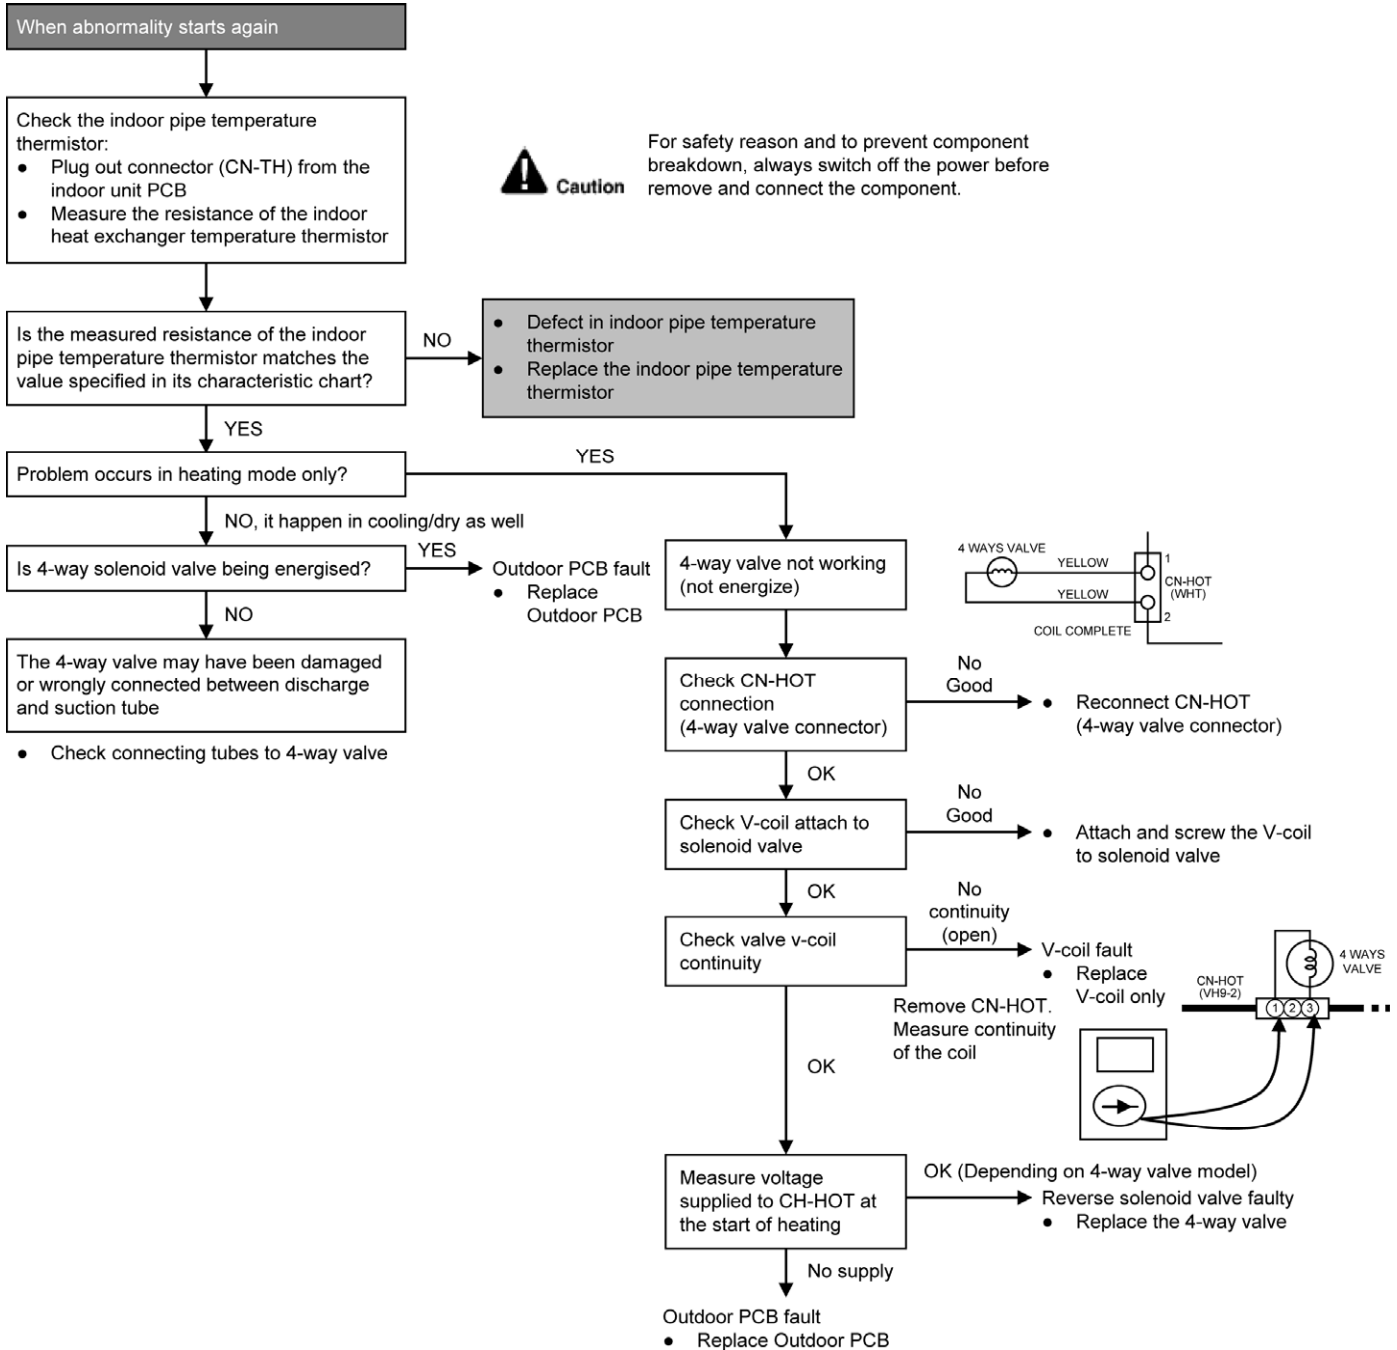 When abnormality starts again
Check the indoor pipe temperature
thermistor:
● Plug out connector (CN-TH) from the
indoor unit PCB
● Measure the resistance of the indoor
heat exchanger temperature thermistor
Caution
For safety reason and to prevent component
breakdown, always switch off the power before
remove and connect the component.
Is the measured resistance of the indoor
pipe temperature thermistor matches the
value specified in its characteristic chart?
NO
● Defect in indoor pipe temperature
thermistor
● Replace the indoor pipe temperature
thermistor
YES
Problem occurs in heating mode only?
YES
NO, it happen in cooling/dry as well
Is 4-way solenoid valve being energised?
YES
Outdoor PCB fault
● Replace
Outdoor PCB
NO
The 4-way valve may have been damaged
or wrongly connected between discharge
and suction tube
● Check connecting tubes to 4-way valve
4-way valve not working
(not energize)
4 WAYS VALVE
YELLOW
YELLOW
1
CN-HOT
(WHT)
2
COIL COMPLETE
Check CN-HOT
connection
(4-way valve connector)
No
Good
● Reconnect CN-HOT
(4-way valve connector)
OK
Check V-coil attach to
solenoid valve
No
Good
● Attach and screw the V-coil
to solenoid valve
OK
Check valve v-coil
continuity
No
continuity
(open)
V-coil fault
● Replace
V-coil only
Remove CN-HOT.
Measure continuity
of the coil
4 WAYS
VALVE
CN-HOT
(VH9-2)
1 2 3
OK
Measure voltage
supplied to CH-HOT at
the start of heating
OK (Depending on 4-way valve model)
Reverse solenoid valve faulty
● Replace the 4-way valve
No supply
Outdoor PCB fault
● Replace Outdoor PCB